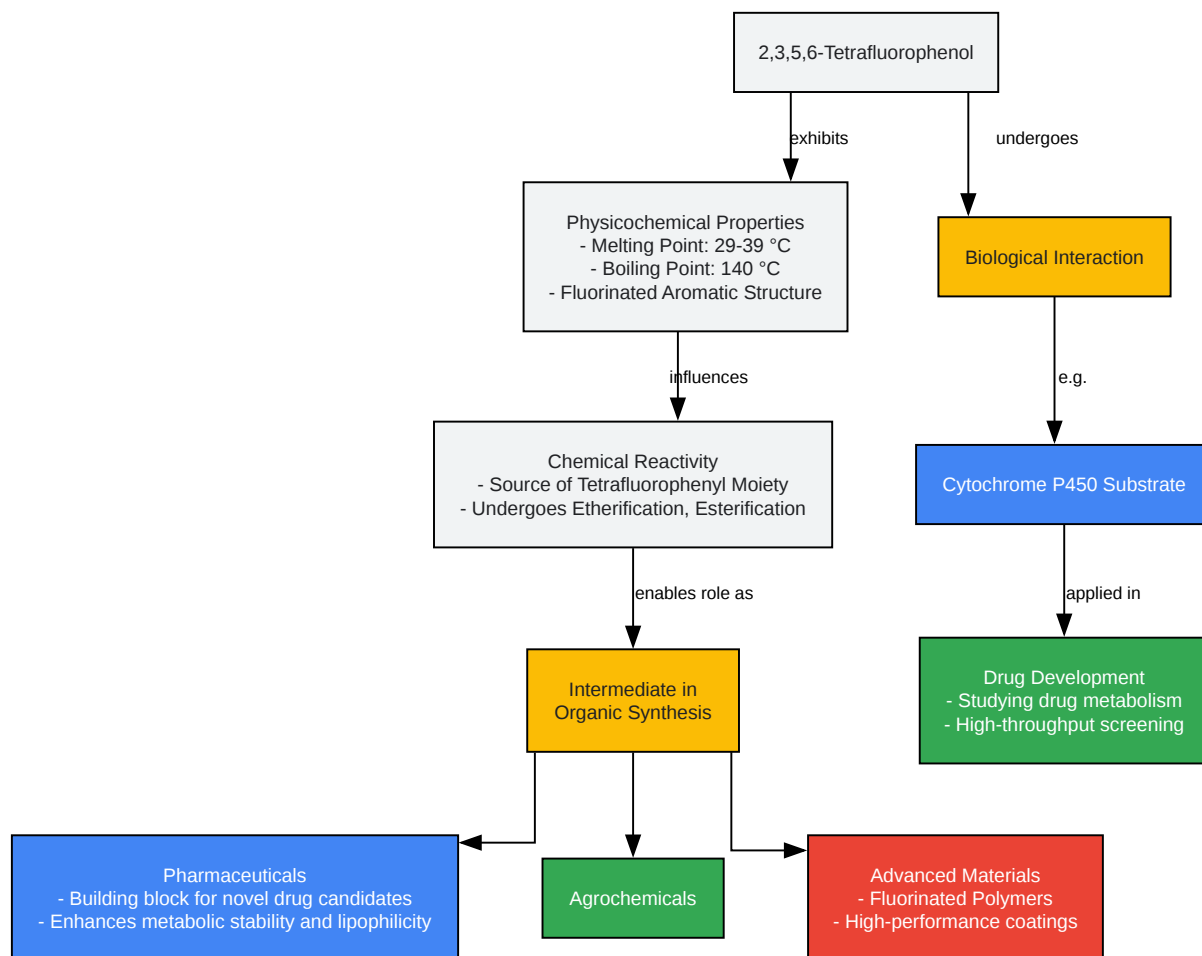 2,3,5,6-Tetrafluorophenol
exhibits
undergoes
Physicochemical Properties
- Melting Point: 29-39 °C
- Boiling Point: 140 °C
- Fluorinated Aromatic Structure
Biological Interaction
influences
e.g.
Chemical Reactivity
- Source of Tetrafluorophenyl Moiety
- Undergoes Etherification, Esterification
Cytochrome P450 Substrate
enables role as
applied in
Intermediate in
Organic Synthesis
Drug Development
- Studying drug metabolism
- High-throughput screening
Pharmaceuticals
- Building block for novel drug candidates
- Enhances metabolic stability and lipophilicity
Agrochemicals
Advanced Materials
- Fluorinated Polymers
- High-performance coatings